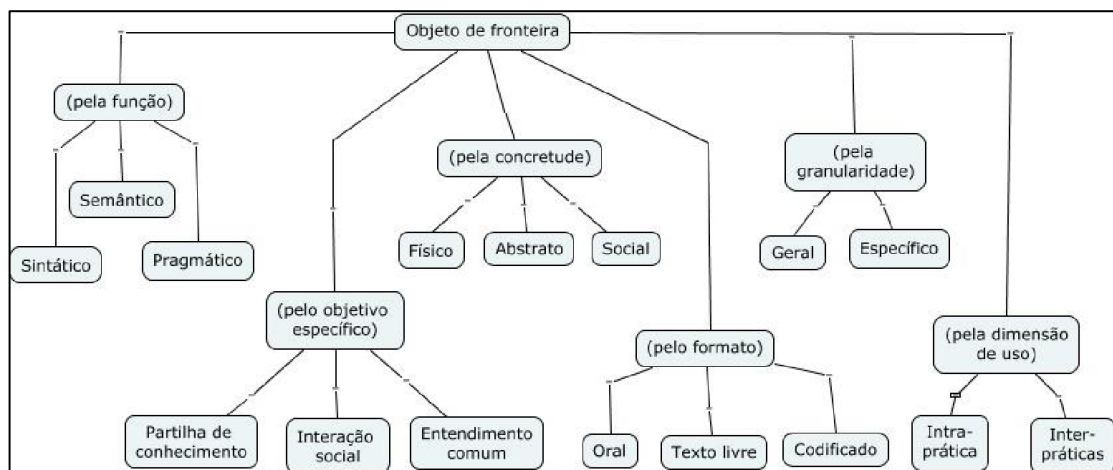 Objeto de fronteira
(pela função)
Semântico
Sintático
Pragmático
(pela concretude)
Físico
Abstrato
Social
(pela
granularidade)
Geral
Específico
(pelo objetivo
específico)
Partilha de
conhecimento
Interação
social
Entendimento
comum
(pelo formato)
Oral
Texto livre
Codificado
(pela dimensão
de uso)
Intra-
prática
Inter-
práticas